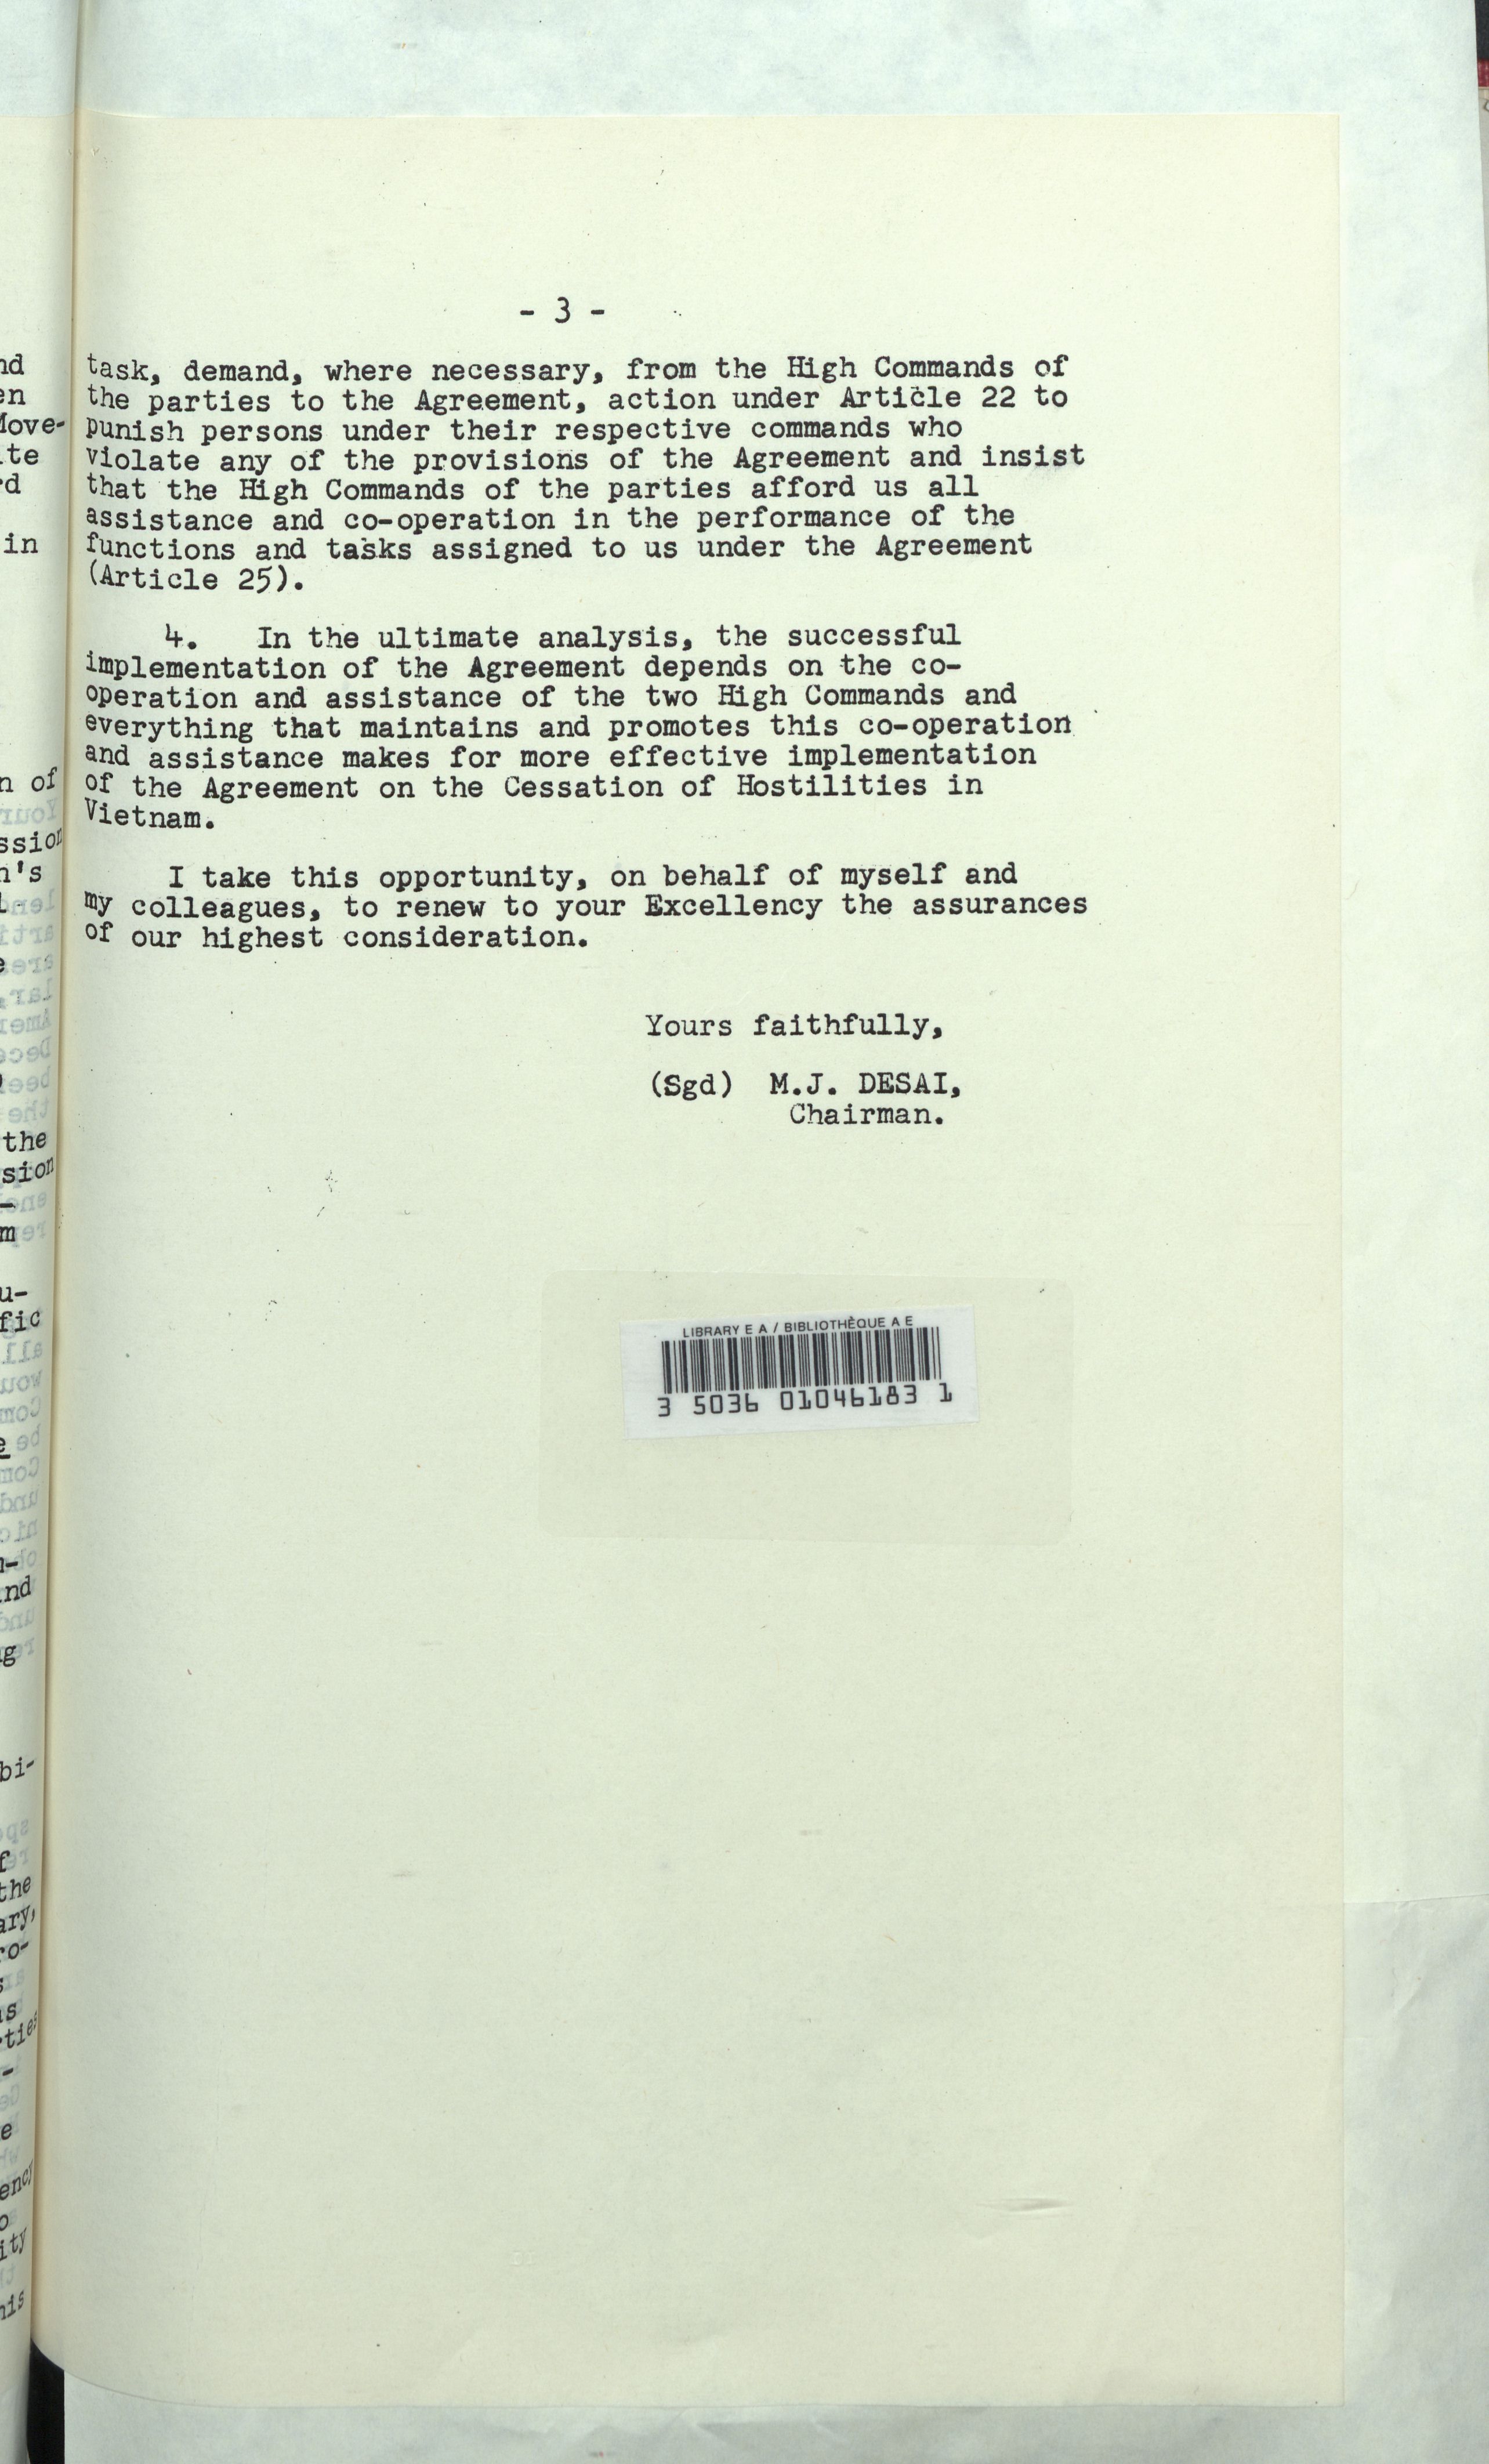 - 3 -
task, demand, where necessary, from the High Commands of
the parties to the Agreement, action under Article 22 to
punish persons under their respective commands who
violate any of the provisions of the Agreement and insist
that the High Commands of the parties afford us all
assistance and co-operation in the performance of the
functions and tasks assigned to us under the Agreement
(Article 25).
4. In the ultimate analysis, the successful
implementation of the Agreement depends on the co-
operation and assistance of the two High Commands and
everything that maintains and promotes this co-operation
and assistance makes for more effective implementation
of the Agreement on the Cessation of Hostilities in
Vietnam.
I take this opportunity, on behalf of myself and
my colleagues, to renew to your Excellency the assurances
of our highest consideration.
Yours faithfully,
(Sgd) M.J. DESAI,
Chairman.
LIBRARY E A / BIBLIOTHÈQUE A E
3 5036 01046183 1